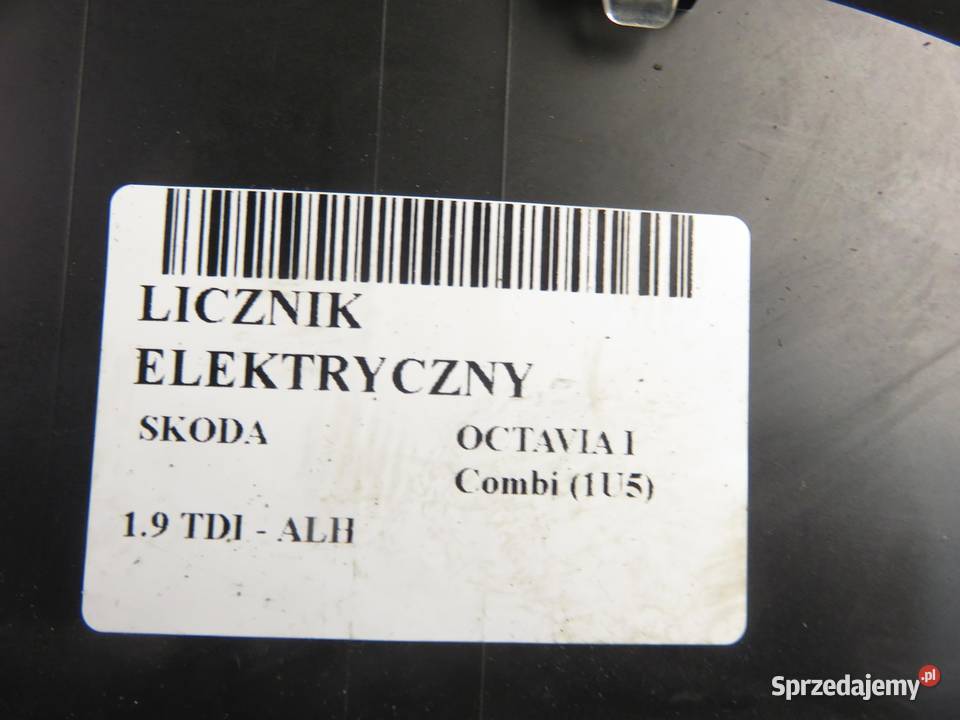 LICZNIK
ELEKTRYCZNY
SKODA OCTAVIA I
Combi (1U5)
1.9 TDI - ALH
Sprzedajemy.pl